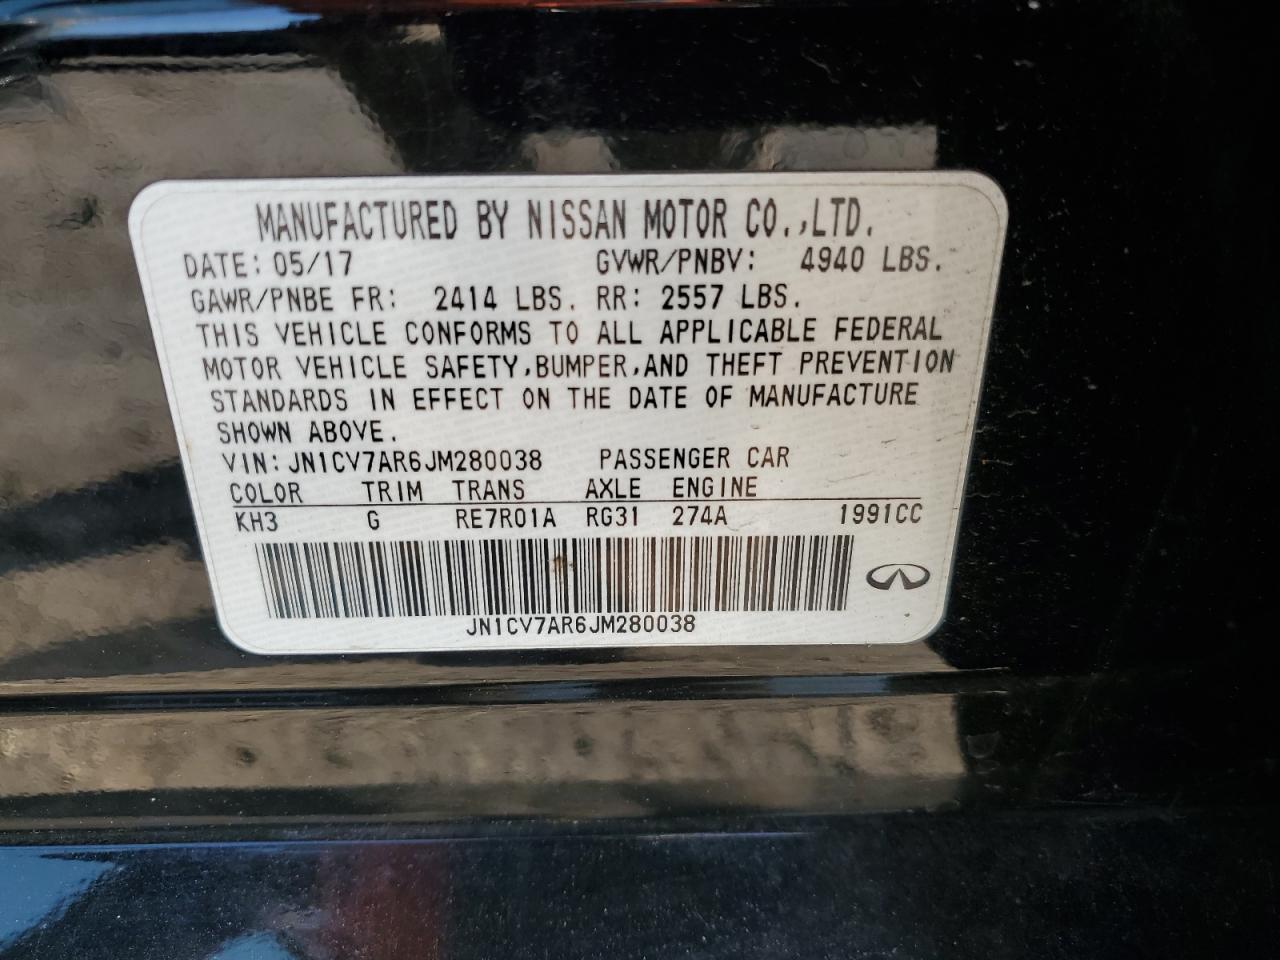 MANUFACTURED BY NISSAN MOTOR CO.,LTD.
DATE: 05/17 GVWR/PNBV: 4940 LBS.
GAWR/PNBE FR: 2414 LBS. RR: 2557 LBS.
THIS VEHICLE CONFORMS TO ALL APPLICABLE FEDERAL
MOTOR VEHICLE SAFETY,BUMPER,AND THEFT PREVENTION
STANDARDS IN EFFECT ON THE DATE OF MANUFACTURE
SHOWN ABOVE.
VIN: JN1CV7AR6JM280038 PASSENGER CAR
COLOR TRIM TRANS AXLE ENGINE
KH3 G RE7R01A RG31 274A 1991CC
JN1CV7AR6JM280038